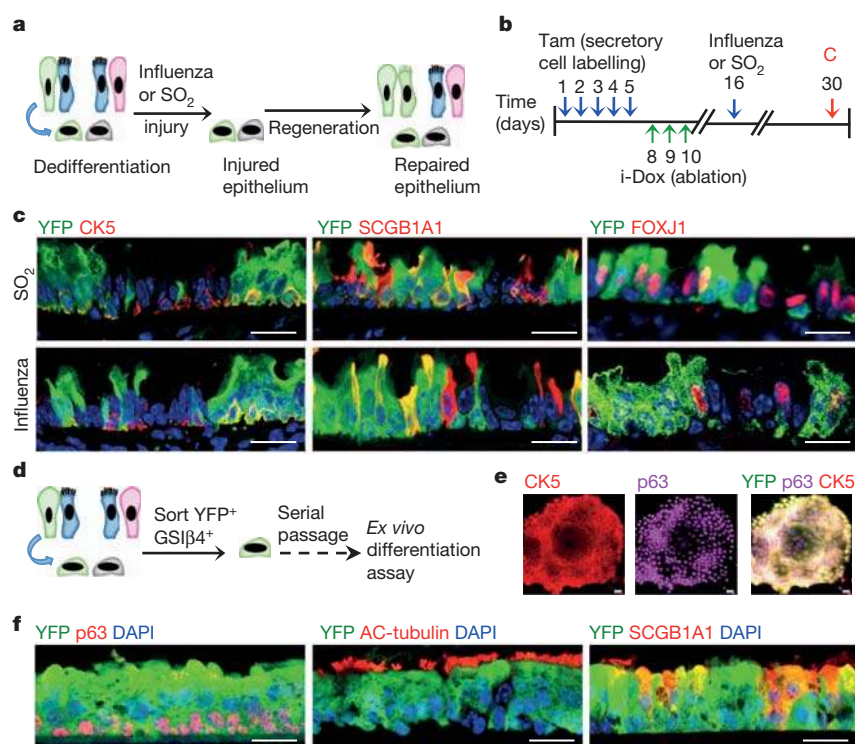 a
Influenza
or SO2
injury
Regeneration
Dedifferentiation
Injured
epithelium
Repaired
epithelium
b
Tam (secretory
cell labelling)
Influenza
or SO2
C
1 2 3 4 5
16
30
Time
(days)
8 9 10
i-Dox (ablation)
c
YFP CK5
YFP SCGB1A1
YFP FOXJ1
SO2
Influenza
d
Sort YFP+
GSIβ4+
Serial
passage
Ex vivo
differentiation
assay
e
CK5
p63
YFP p63 CK5
f
YFP p63 DAPI
YFP AC-tubulin DAPI
YFP SCGB1A1 DAPI